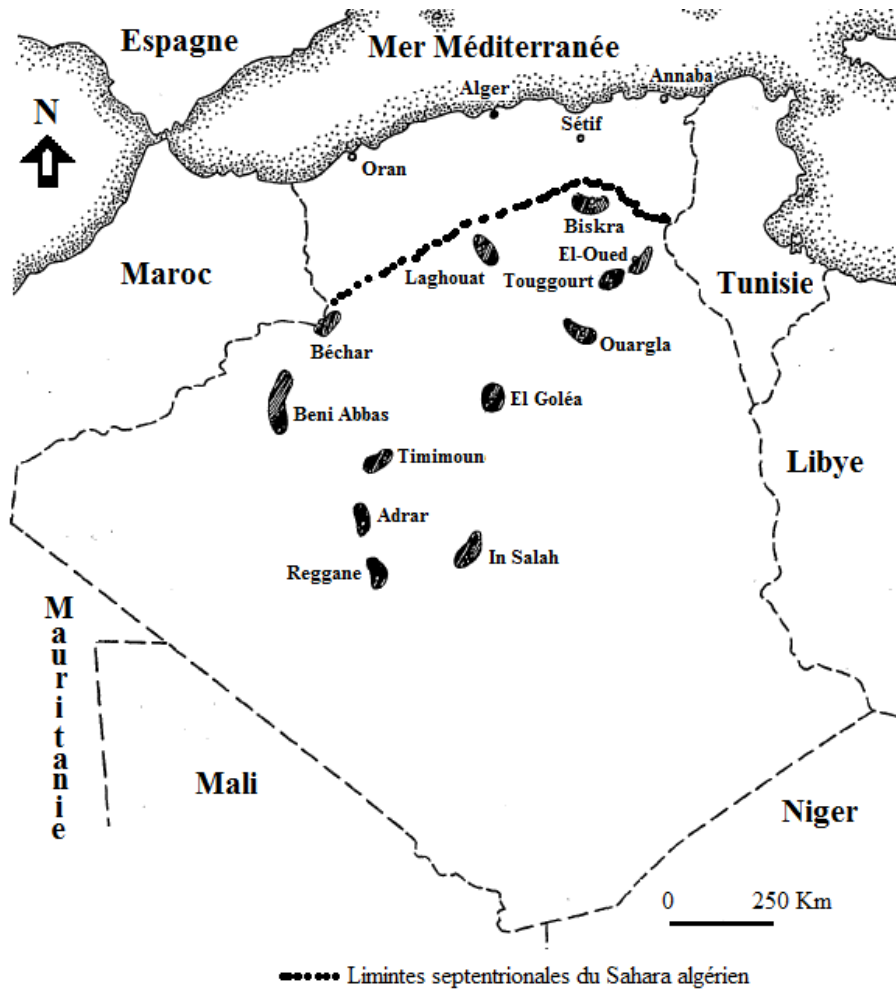 Espagne
Mer Méditerranée
Alger
Annaba
N
Sétif
Oran
Biskra
El-Oued
Maroc
Laghouat
Touggourt
Tunisie
Ouargla
Béchar
El Goléa
Beni Abbas
Timimoun
Libye
Adrar
In Salah
Reggane
Mauritanie
Mali
Niger
0 250 Km
Limintes septentrionales du Sahara algérien